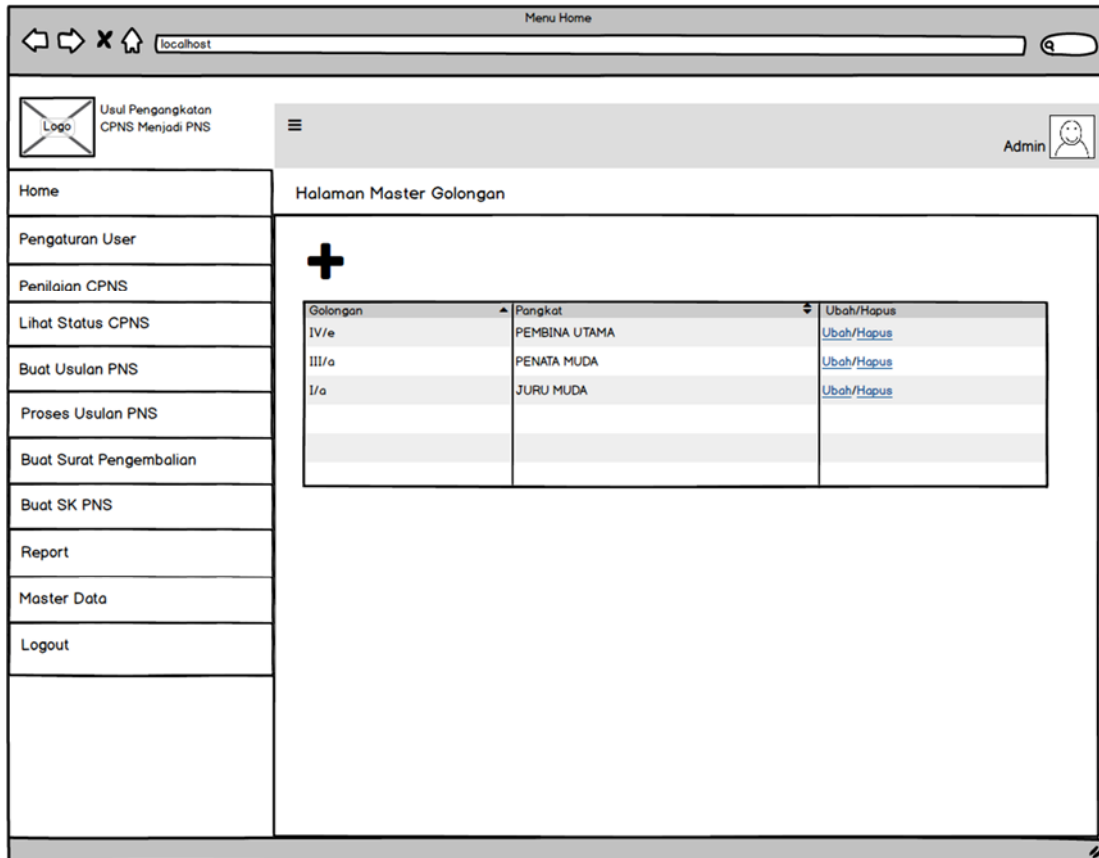 Menu Home
localhost
Logo
Usul Pengangkatan
CPNS Menjadi PNS
Admin
Home
Pengaturan User
Penilaian CPNS
Lihat Status CPNS
Buat Usulan PNS
Proses Usulan PNS
Buat Surat Pengembalian
Buat SK PNS
Report
Master Data
Logout
Halaman Master Golongan
Golongan Pangkat Ubah/Hapus
IV/e PEMBINA UTAMA Ubah/Hapus
III/a PENATA MUDA Ubah/Hapus
I/a JURU MUDA Ubah/Hapus